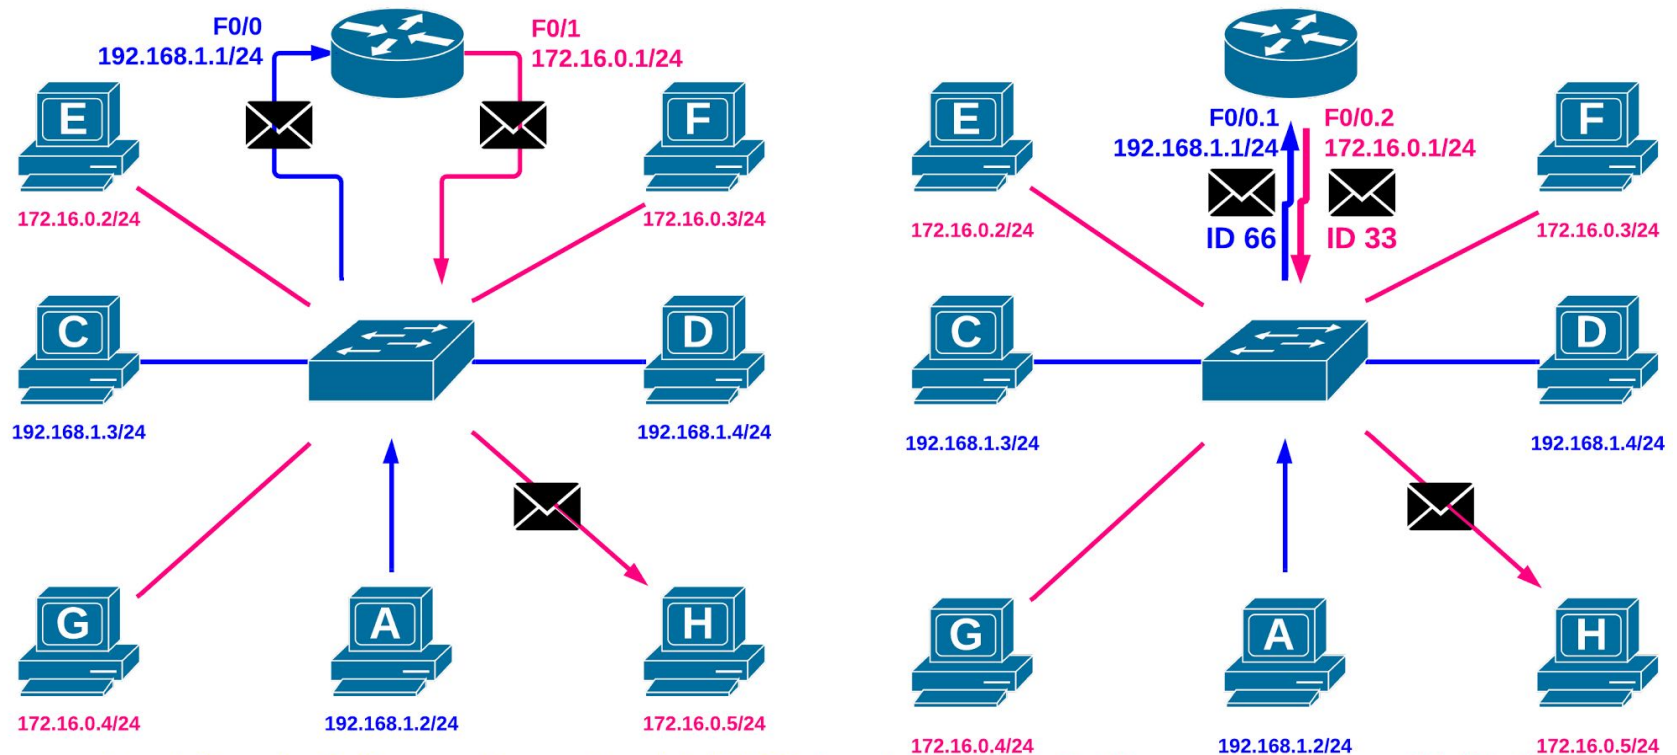 F0/0
192.168.1.1/24
F0/1
172.16.0.1/24
E
172.16.0.2/24
F
172.16.0.3/24
C
192.168.1.3/24
D
192.168.1.4/24
G
172.16.0.4/24
A
192.168.1.2/24
H
172.16.0.5/24
F0/0.1
192.168.1.1/24
F0/0.2
172.16.0.1/24
ID 66
ID 33
E
172.16.0.2/24
F
172.16.0.3/24
C
192.168.1.3/24
D
192.168.1.4/24
G
172.16.0.4/24
A
192.168.1.2/24
H
172.16.0.5/24